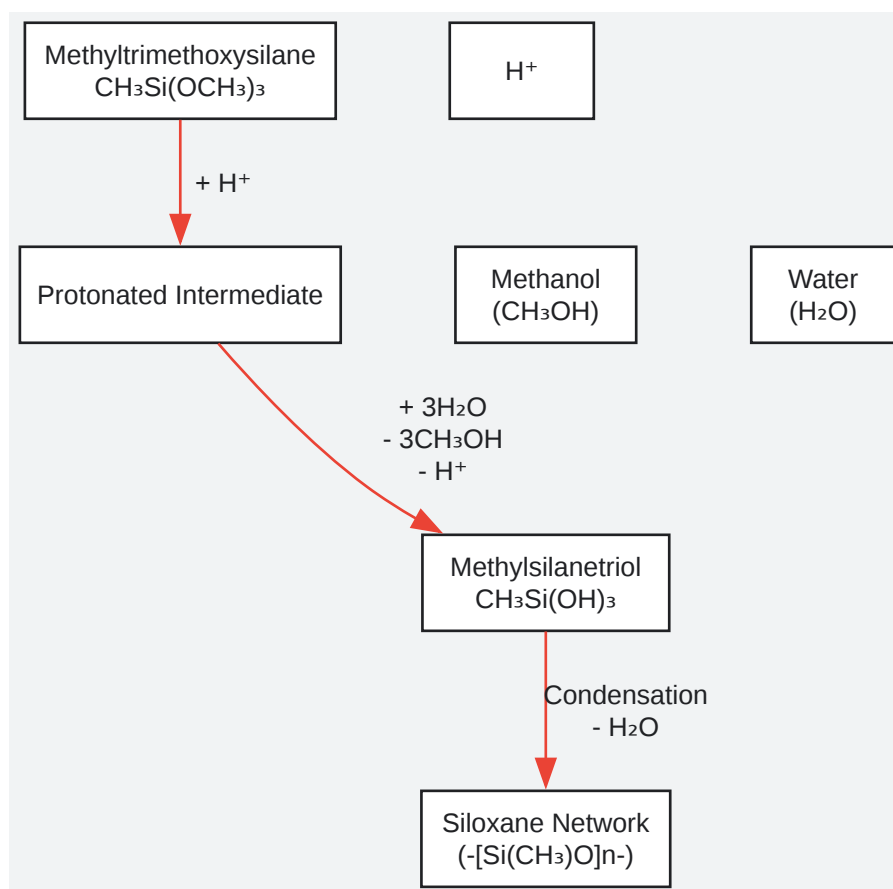 Methyltrimethoxysilane
CH₃Si(OCH₃)₃
H⁺
+ H⁺
Protonated Intermediate
Methanol
(CH₃OH)
Water
(H₂O)
+ 3H₂O
- 3CH₃OH
- H⁺
Methylsilanetriol
CH₃Si(OH)₃
Condensation
- H₂O
Siloxane Network
(-[Si(CH₃)O]n-)